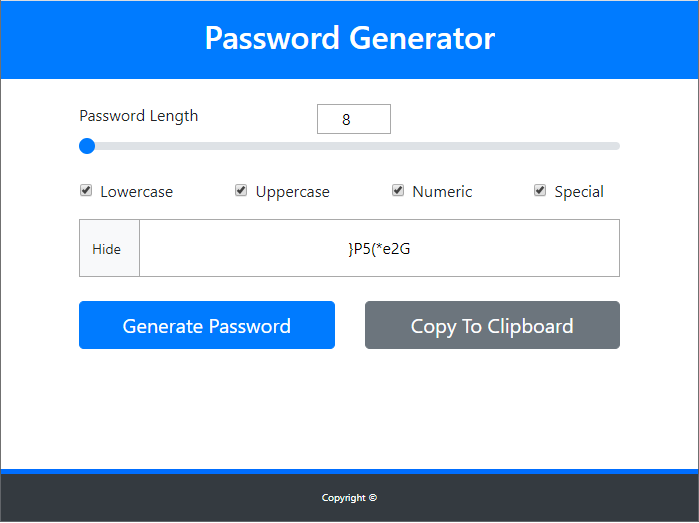 Password Generator
Password Length 8
Lowercase Uppercase Numeric Special
Hide }P5(*e2G
Generate Password Copy To Clipboard
Copyright ©